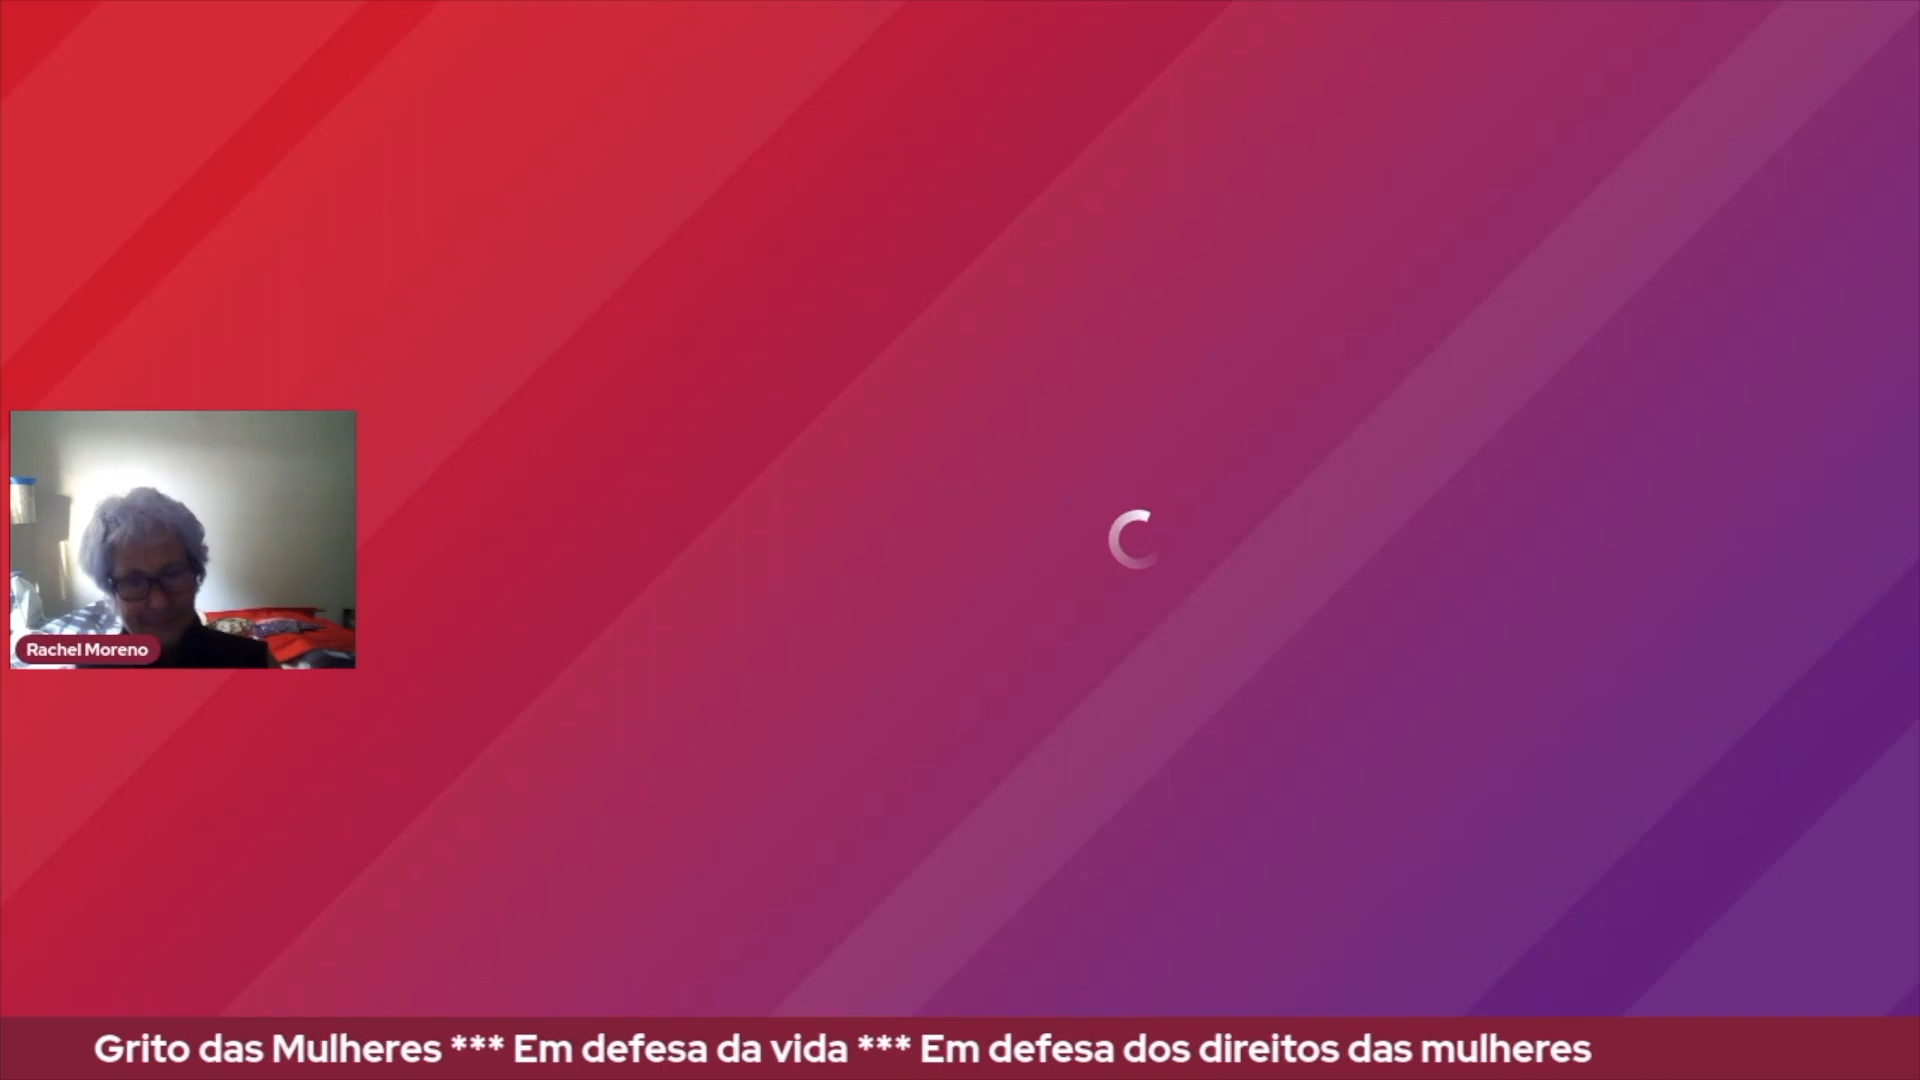 Rachel Moreno
Grito das Mulheres *** Em defesa da vida *** Em defesa dos direitos das mulheres